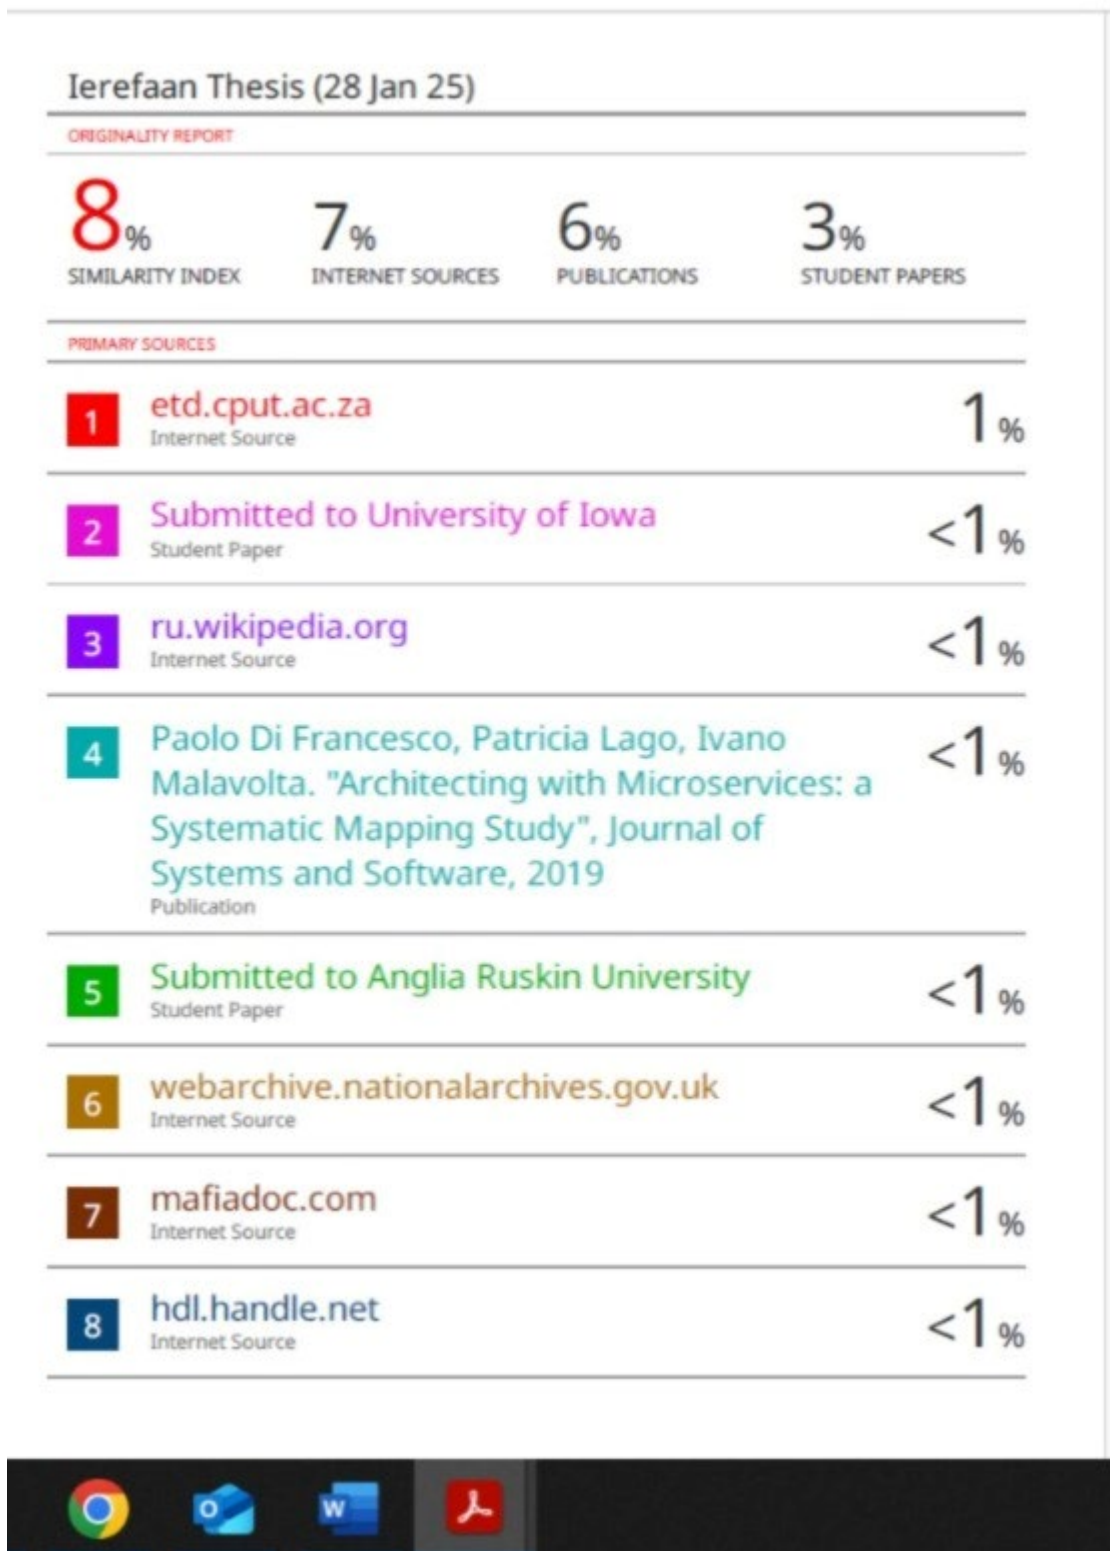 Ierefaan Thesis (28 Jan 25)
ORIGINALITY REPORT
8% 7% 6% 3%
SIMILARITY INDEX INTERNET SOURCES PUBLICATIONS STUDENT PAPERS
PRIMARY SOURCES
1 etd.cput.ac.za 1%
Internet Source
2 Submitted to University of Iowa <1%
Student Paper
3 ru.wikipedia.org <1%
Internet Source
4 Paolo Di Francesco, Patricia Lago, Ivano <1%
Malavolta. "Architecting with Microservices: a
Systematic Mapping Study", Journal of
Systems and Software, 2019
Publication
5 Submitted to Anglia Ruskin University <1%
Student Paper
6 webarchive.nationalarchives.gov.uk <1%
Internet Source
7 mafiadoc.com <1%
Internet Source
8 hdl.handle.net <1%
Internet Source
O W